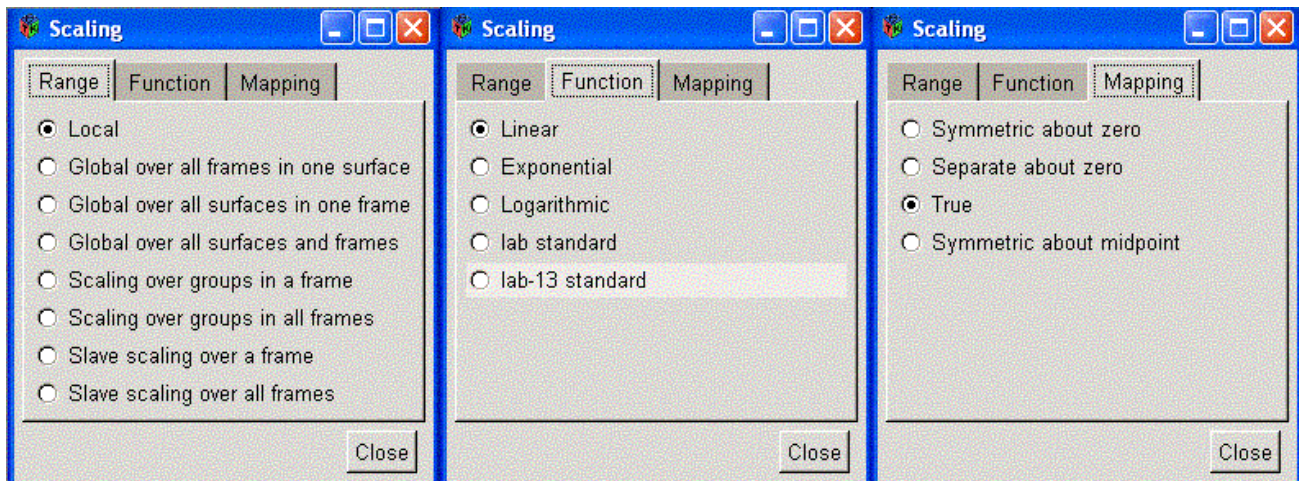 Scaling
Range Function Mapping
Local
Global over all frames in one surface
Global over all surfaces in one frame
Global over all surfaces and frames
Scaling over groups in a frame
Scaling over groups in all frames
Slave scaling over a frame
Slave scaling over all frames
Close
Scaling
Range Function Mapping
Linear
Exponential
Logarithmic
lab standard
lab-13 standard
Close
Scaling
Range Function Mapping
Symmetric about zero
Separate about zero
True
Symmetric about midpoint
Close